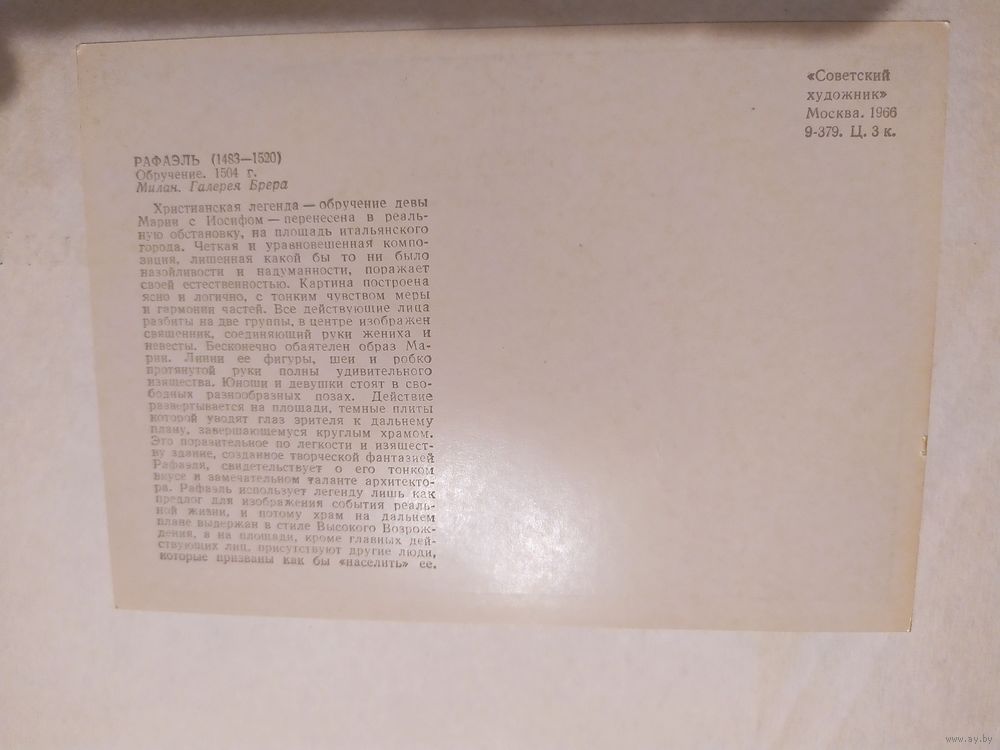 «Советский
художник»
Москва. 1966
9-379. Ц. 3 к.
РАФАЭЛЬ (1483—1520)
Обручение. 1504 г.
Милан. Галерея Брера
Христианская легенда — обручение девы
Марии с Иосифом — перенесена в реаль-
ную обстановку, на площадь итальянского
города. Четкая и уравновешенная компо-
зиция, лишенная какой бы то ни было
назойливости и надуманности, поражает
своей естественностью. Картина построена
ясно и логично, с тонким чувством меры
и гармонии частей. Все действующие лица
разбиты на две группы, в центре изображен
священник, соединяющий руки жениха и
невесты. Бесконечно обаятелен образ Ма-
рии. Линии ее фигуры, шеи и робко
протянутой руки полны удивительного
изящества. Юноши и девушки стоят в сво-
бодных разнообразных позах. Действие
развертывается на площади, темные плиты
которой уводят глаз зрителя к дальнему
плану, завершающемуся круглым храмом.
Это поразительное по легкости и изящест-
ву здание, созданное творческой фантазией
Рафаэля, свидетельствует о его тонком
вкусе и замечательном таланте архитекто-
ра. Рафаэль использует легенду лишь как
предлог для изображения события реаль-
ной жизни, и потому храм на дальнем
плане выдержан в стиле Высокого Возрож-
дения, а на площади, кроме главных дей-
ствующих лиц, присутствуют другие люди,
которые призваны как бы «населить» ее.
www.ay.by